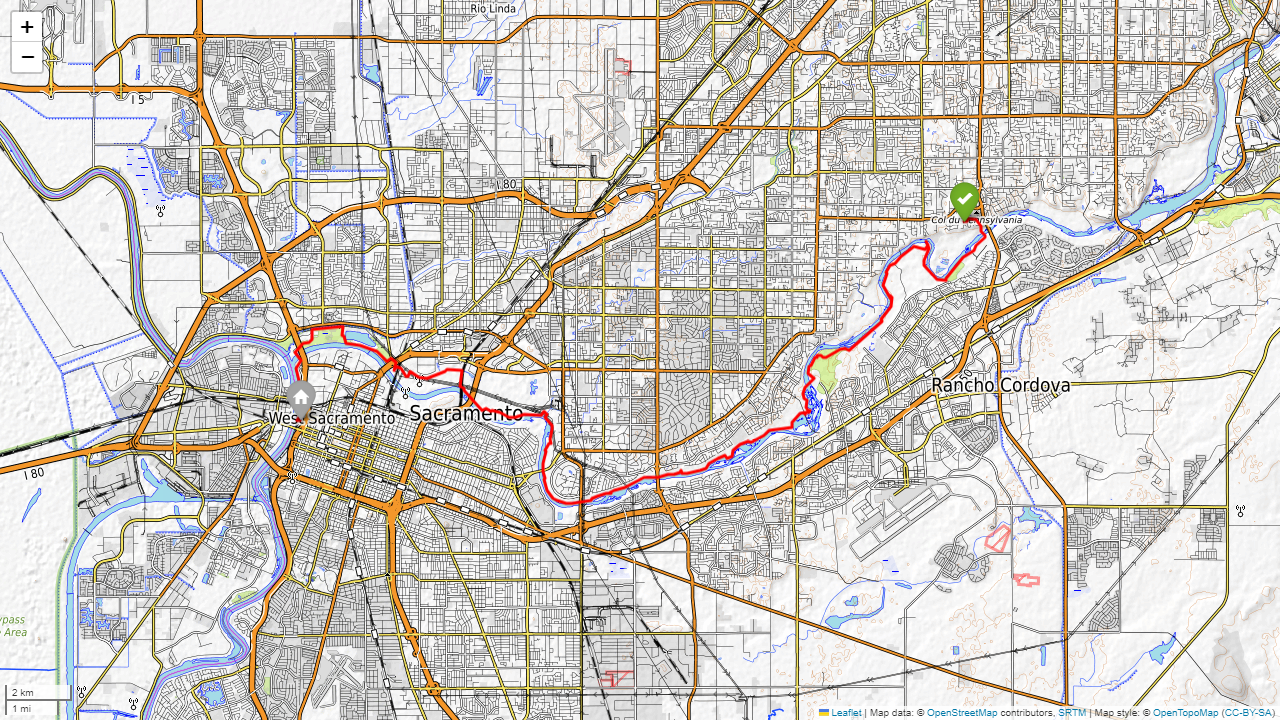 Rio Linda
+
−
I 5
I 80
Col du Pennsylvania
Rancho Cordova
Sacramento
West Sacramento
I 80
ypass
Area
2 km
1 mi
Leaflet | Map data: © OpenStreetMap contributors, SRTM | Map style: © OpenTopoMap (CC-BY-SA)